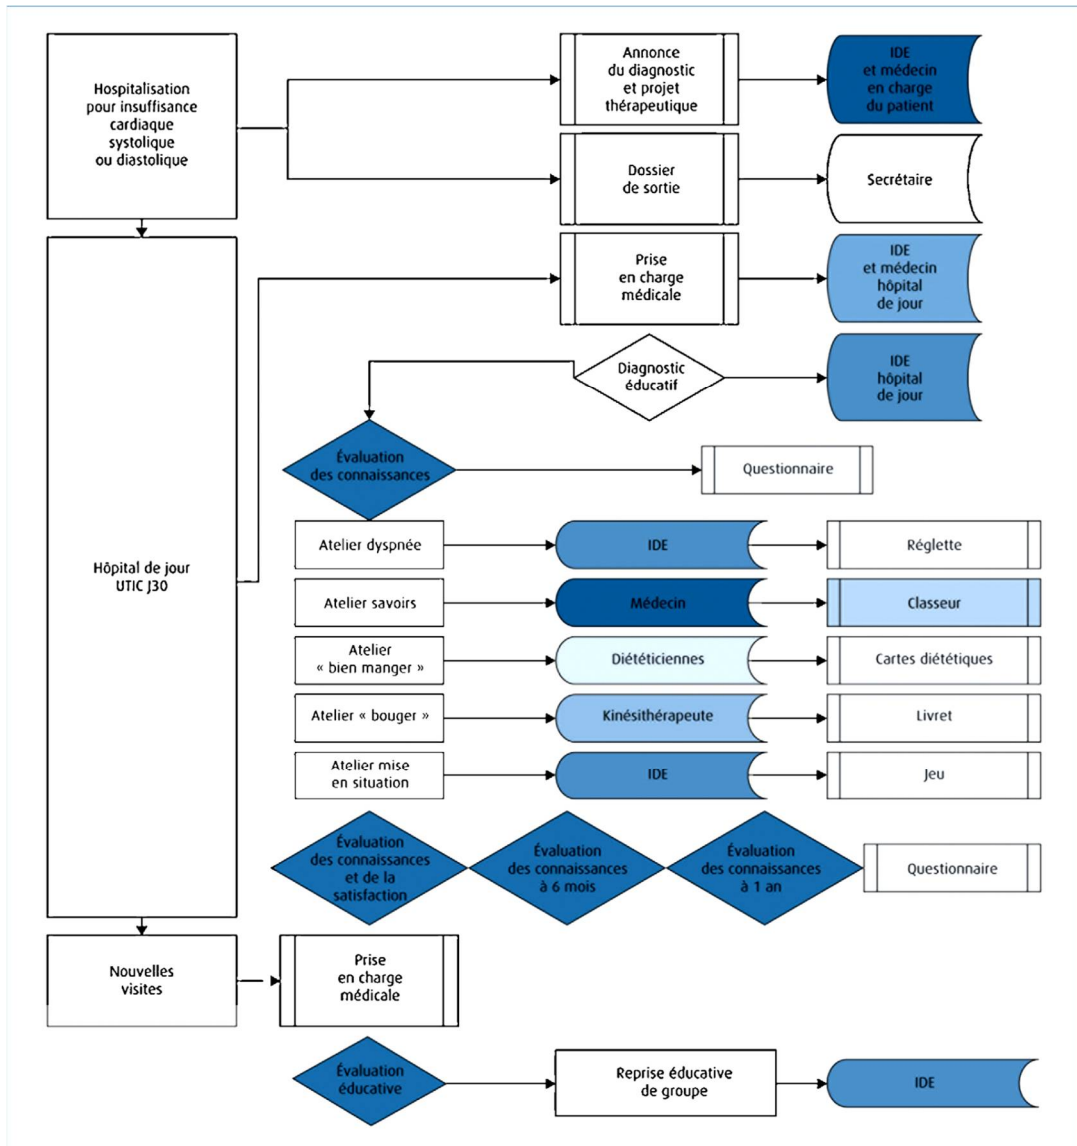 Hospitalisation
pour insuffisance
cardiaque
systolique
ou diastolique
Annonce
du diagnostic
et projet
thérapeutique
IDE
et médecin
en charge
du patient
Dossier
de sortie
Secrétaire
Hôpital de jour
UTIC J30
Prise
en charge
médicale
IDE
et médecin
hôpital
de jour
Diagnostic
éducatif
IDE
hôpital
de jour
Évaluation
des connaissances
Questionnaire
Atelier dyspnée
IDE
Réglette
Atelier savoirs
Médecin
Classeur
Atelier
« bien manger »
Diététiciennes
Cartes diététiques
Atelier « bouger »
Kinésithérapeute
Livret
Atelier mise
en situation
IDE
Jeu
Évaluation
des connaissances
et de la
satisfaction
Évaluation
des connaissances
à 6 mois
Évaluation
des connaissances
à 1 an
Questionnaire
Nouvelles
visites
Prise
en charge
médicale
Évaluation
éducative
Reprise éducative
de groupe
IDE